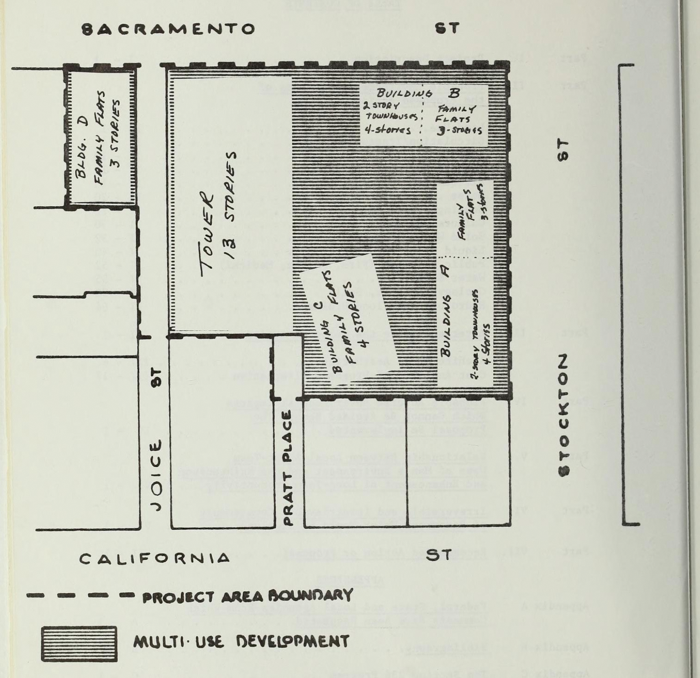 SACRAMENTO ST
BLDG. D
FAMILY FLATS
3 STORIES
TOWER
13 STORIES
BUILDING B
2 STORY
TOWNHOUSES
4-Stories
FAMILY
FLATS
3-Stories
FAMILY
FLATS
3-Stories
BUILDING A
2-STORY TOWNHOUSES
4 Stories
BUILDING C
FAMILY FLATS
4 STORIES
STOCKTON ST
JOICE ST
PRATT PLACE
CALIFORNIA ST
PROJECT AREA BOUNDARY
MULTI-USE DEVELOPMENT